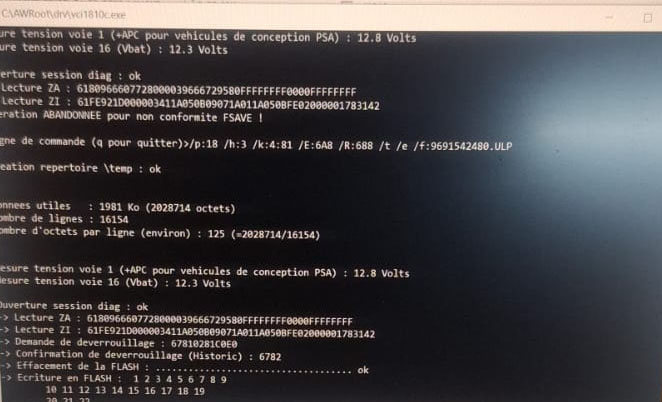 C:\AWRoot\drv\vci1810c.exe
ure tension voie 1 (+APC pour vehicules de conception PSA) : 12.8 Volts
ure tension voie 16 (Vbat) : 12.3 Volts
erture session diag : ok
Lecture ZA : 6180966607728000039666729580FFFFFFFF0000FFFFFFFF
Lecture ZI : 61FE921D000003411A050B09071A011A050BFE02000001783142
eration ABANDONNEE pour non conformite FSAVE !
gne de commande (q pour quitter)>/p:18 /h:3 /k:4:81 /E:6A8 /R:688 /t /e /f:9691542480.ULP
eation repertoire \temp : ok
onnees utiles : 1981 Ko (2028714 octets)
ombre de lignes : 16154
ombre d'octets par ligne (environ) : 125 (=2028714/16154)
esure tension voie 1 (+APC pour vehicules de conception PSA) : 12.8 Volts
esure tension voie 16 (Vbat) : 12.3 Volts
Ouverture session diag : ok
-> Lecture ZA : 6180966607728000039666729580FFFFFFFF0000FFFFFFFF
-> Lecture ZI : 61FE921D000003411A050B09071A011A050BFE02000001783142
-> Demande de deverrouillage : 67810281C0E0
-> Confirmation de deverrouillage (Historic) : 6782
-> Effacement de la FLASH : .................................. ok
-> Ecriture en FLASH : 1 2 3 4 5 6 7 8 9
10 11 12 13 14 15 16 17 18 19
20 21 22